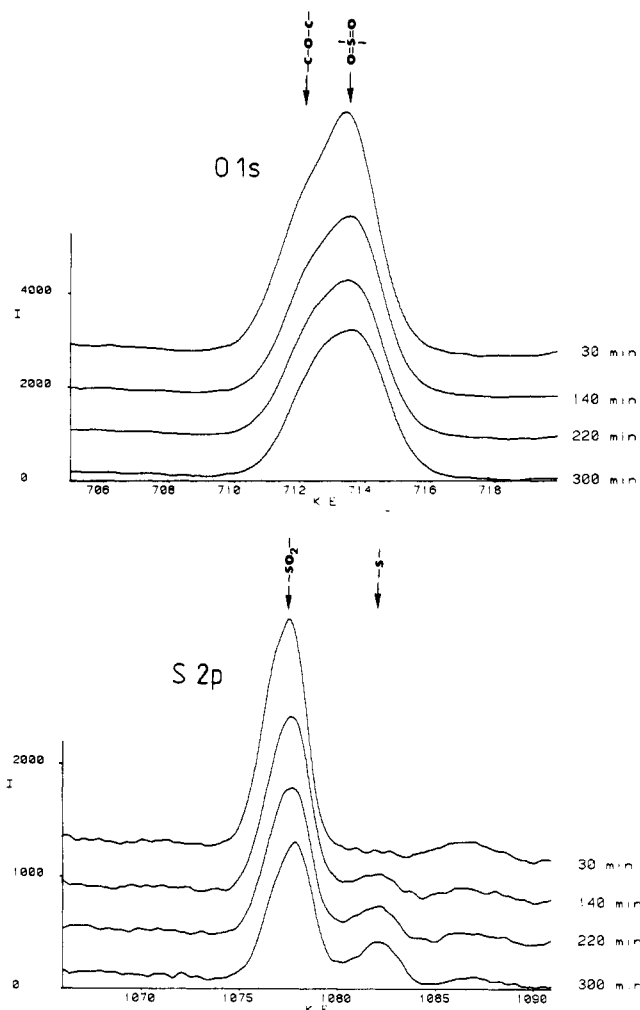 -C-O-C-
O-S-O
O 1s
4000
I
2000
0
30 min
140 min
220 min
300 min
706 708 710 712 714 716 718
K E
-SO2-
-S-
S 2p
2000
I
1000
0
30 min
140 min
220 min
300 min
1070 1075 1080 1085 1090
K E